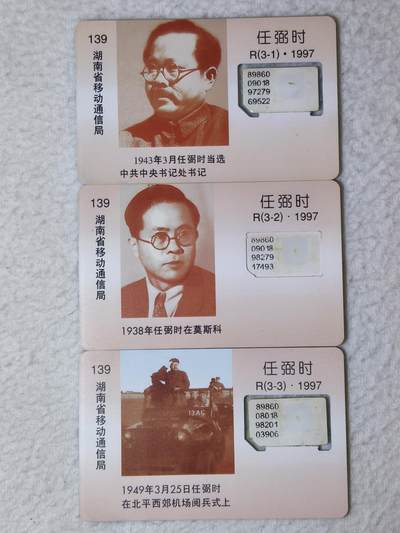 139
湖南省移动通信局
任弼时
R(3-1)·1997
89860
09018
97279
69522
1943年3月任弼时当选
中共中央书记处书记
139
湖南省移动通信局
任弼时
R(3-2)·1997
89860
09018
98279
17493
1938年任弼时在莫斯科
139
湖南省移动通信局
任弼时
R(3-3)·1997
89860
08018
98201
03906
1949年3月25日任弼时
在北平西郊机场阅兵式上